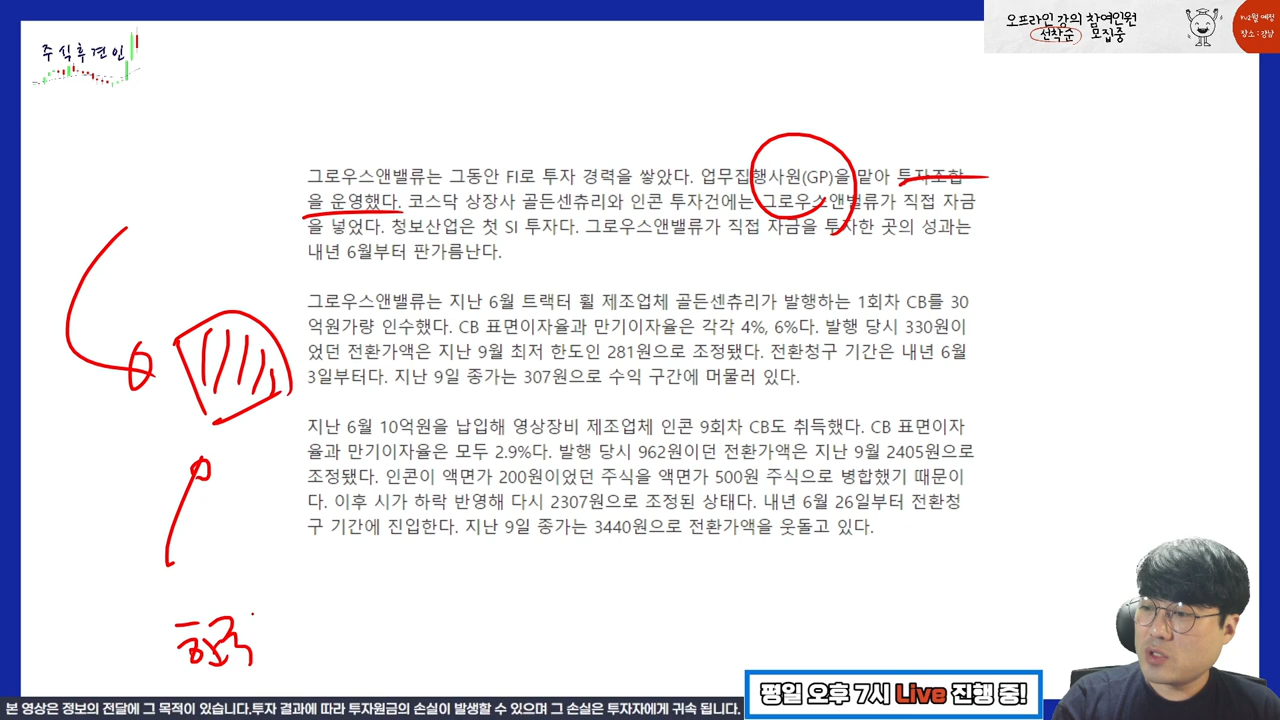 주식후견인
오프라인 강의 참여인원
선착순 모집중
11/12월 예정
장소 : 강남
그로우스앤밸류는 그동안 FI로 투자 경력을 쌓았다. 업무집행사원(GP)을 맡아 투자조합
을 운영했다. 코스닥 상장사 골든센츄리와 인콘 투자건에는 그로우스앤밸류가 직접 자금
을 넣었다. 청보산업은 첫 SI 투자다. 그로우스앤밸류가 직접 자금을 투자한 곳의 성과는
내년 6월부터 판가름난다.
그로우스앤밸류는 지난 6월 트랙터 휠 제조업체 골든센츄리가 발행하는 1회차 CB를 30
억원가량 인수했다. CB 표면이자율과 만기이자율은 각각 4%, 6%다. 발행 당시 330원이
었던 전환가액은 지난 9월 최저 한도인 281원으로 조정됐다. 전환청구 기간은 내년 6월
3일부터다. 지난 9일 종가는 307원으로 수익 구간에 머물러 있다.
지난 6월 10억원을 납입해 영상장비 제조업체 인콘 9회차 CB도 취득했다. CB 표면이자
율과 만기이자율은 모두 2.9%다. 발행 당시 962원이던 전환가액은 지난 9월 2405원으로
조정됐다. 인콘이 액면가 200원이었던 주식을 액면가 500원 주식으로 병합했기 때문이
다. 이후 시가 하락 반영해 다시 2307원으로 조정된 상태다. 내년 6월 26일부터 전환청
구 기간에 진입한다. 지난 9일 종가는 3440원으로 전환가액을 웃돌고 있다.
한국
평일 오후 7시 Live 진행 중!
본 영상은 정보의 전달에 그 목적이 있습니다.투자 결과에 따라 투자원금의 손실이 발생할 수 있으며 그 손실은 투자자에게 귀속 됩니다.